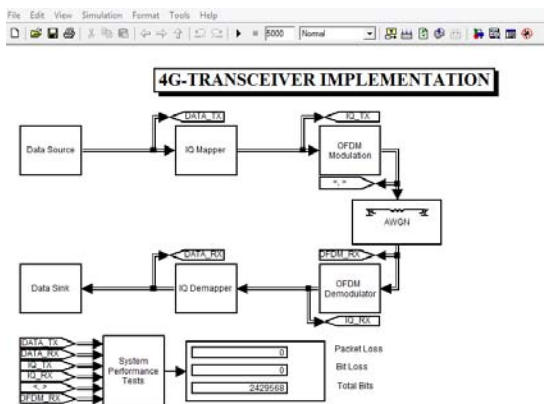 File Edit View Simulation Format Tools Help
5000 Normal
4G-TRANSCEIVER IMPLEMENTATION
DATA_TX
IQ_TX
Data Source
IQ Mapper
OFDM
Modulation
AWGN
DATA_RX
OFDM_RX
Data Sink
IQ Demapper
OFDM
Demodulator
IQ_RX
DATA_TX
DATA_RX
IQ_TX
IQ_RX
OFDM_RX
System
Performance
Tests
0
0
2429568
Packet Loss
Bit Loss
Total Bits